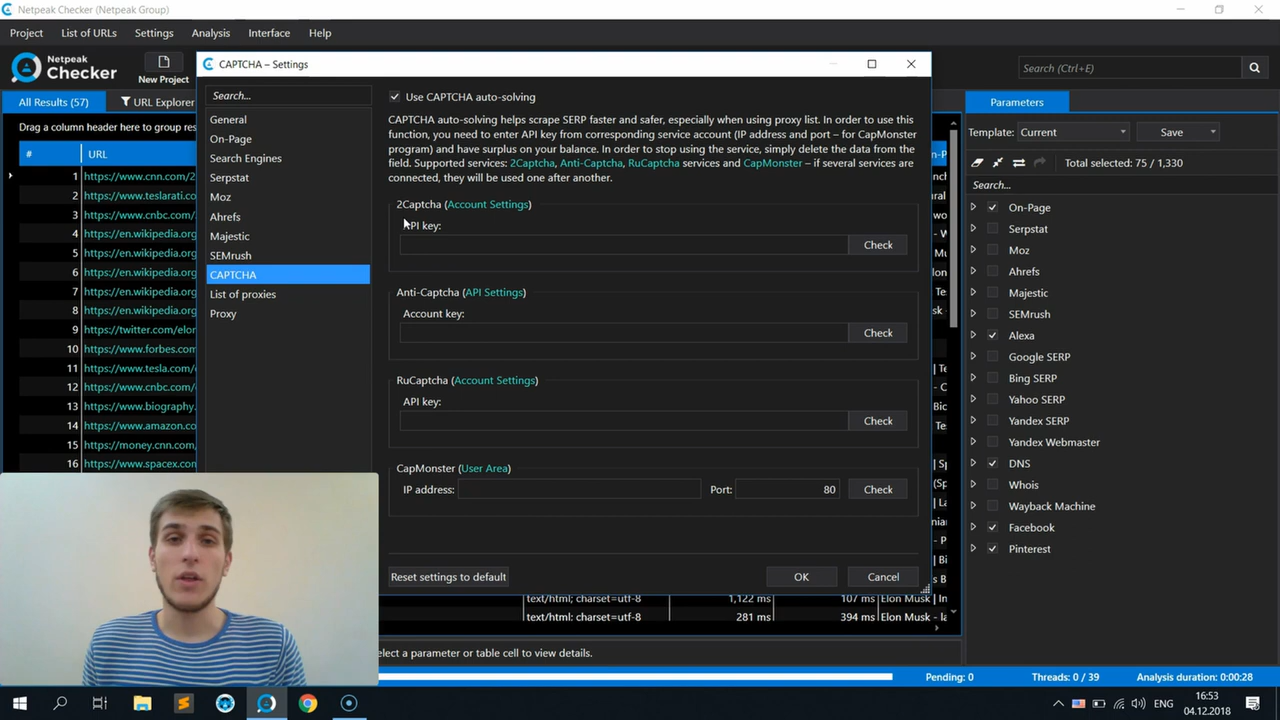 Netpeak Checker (Netpeak Group)
Project List of URLs Settings Analysis Interface Help
Netpeak
Checker
New Project
Search (Ctrl+E)
All Results (57) URL Explorer
Drag a column header here to group res
# URL
1 https://www.cnn.com/2
2 https://www.teslarati.c
3 https://www.cnbc.com/
4 https://en.wikipedia.org
5 https://en.wikipedia.org
6 https://en.wikipedia.org
7 https://en.wikipedia.org
8 https://en.wikipedia.org
9 https://twitter.com/elon
10 https://www.forbes.com
11 https://www.tesla.com/
12 https://www.cnbc.com/
13 https://www.biography.
14 https://www.amazon.co
15 https://money.cnn.com,
16 https://www.spacex.com
CAPTCHA – Settings
Search...
General
On-Page
Search Engines
Serpstat
Moz
Ahrefs
Majestic
SEMrush
CAPTCHA
List of proxies
Proxy
Use CAPTCHA auto-solving
CAPTCHA auto-solving helps scrape SERP faster and safer, especially when using proxy list. In order to use this
function, you need to enter API key from corresponding service account (IP address and port – for CapMonster
program) and have surplus on your balance. In order to stop using the service, simply delete the data from the
field. Supported services: 2Captcha, Anti-Captcha, RuCaptcha services and CapMonster – if several services are
connected, they will be used one after another.
2Captcha (Account Settings)
API key:
Check
Anti-Captcha (API Settings)
Account key:
Check
RuCaptcha (Account Settings)
API key:
Check
CapMonster (User Area)
IP address: Port: 80 Check
Reset settings to default OK Cancel
text/html; charset=utf-8 1,122 ms 107 ms Elon Musk | In
text/html; charset=utf-8 281 ms 394 ms Elon Musk - la
elect a parameter or table cell to view details.
Parameters
Template: Current Save
Total selected: 75 / 1,330
Search...
On-Page
Serpstat
Moz
Ahrefs
Majestic
SEMrush
Alexa
Google SERP
Bing SERP
Yahoo SERP
Yandex SERP
Yandex Webmaster
DNS
Whois
Wayback Machine
Facebook
Pinterest
Pending: 0 Threads: 0 / 39 Analysis duration: 0:00:28
ENG
16:53
04.12.2018